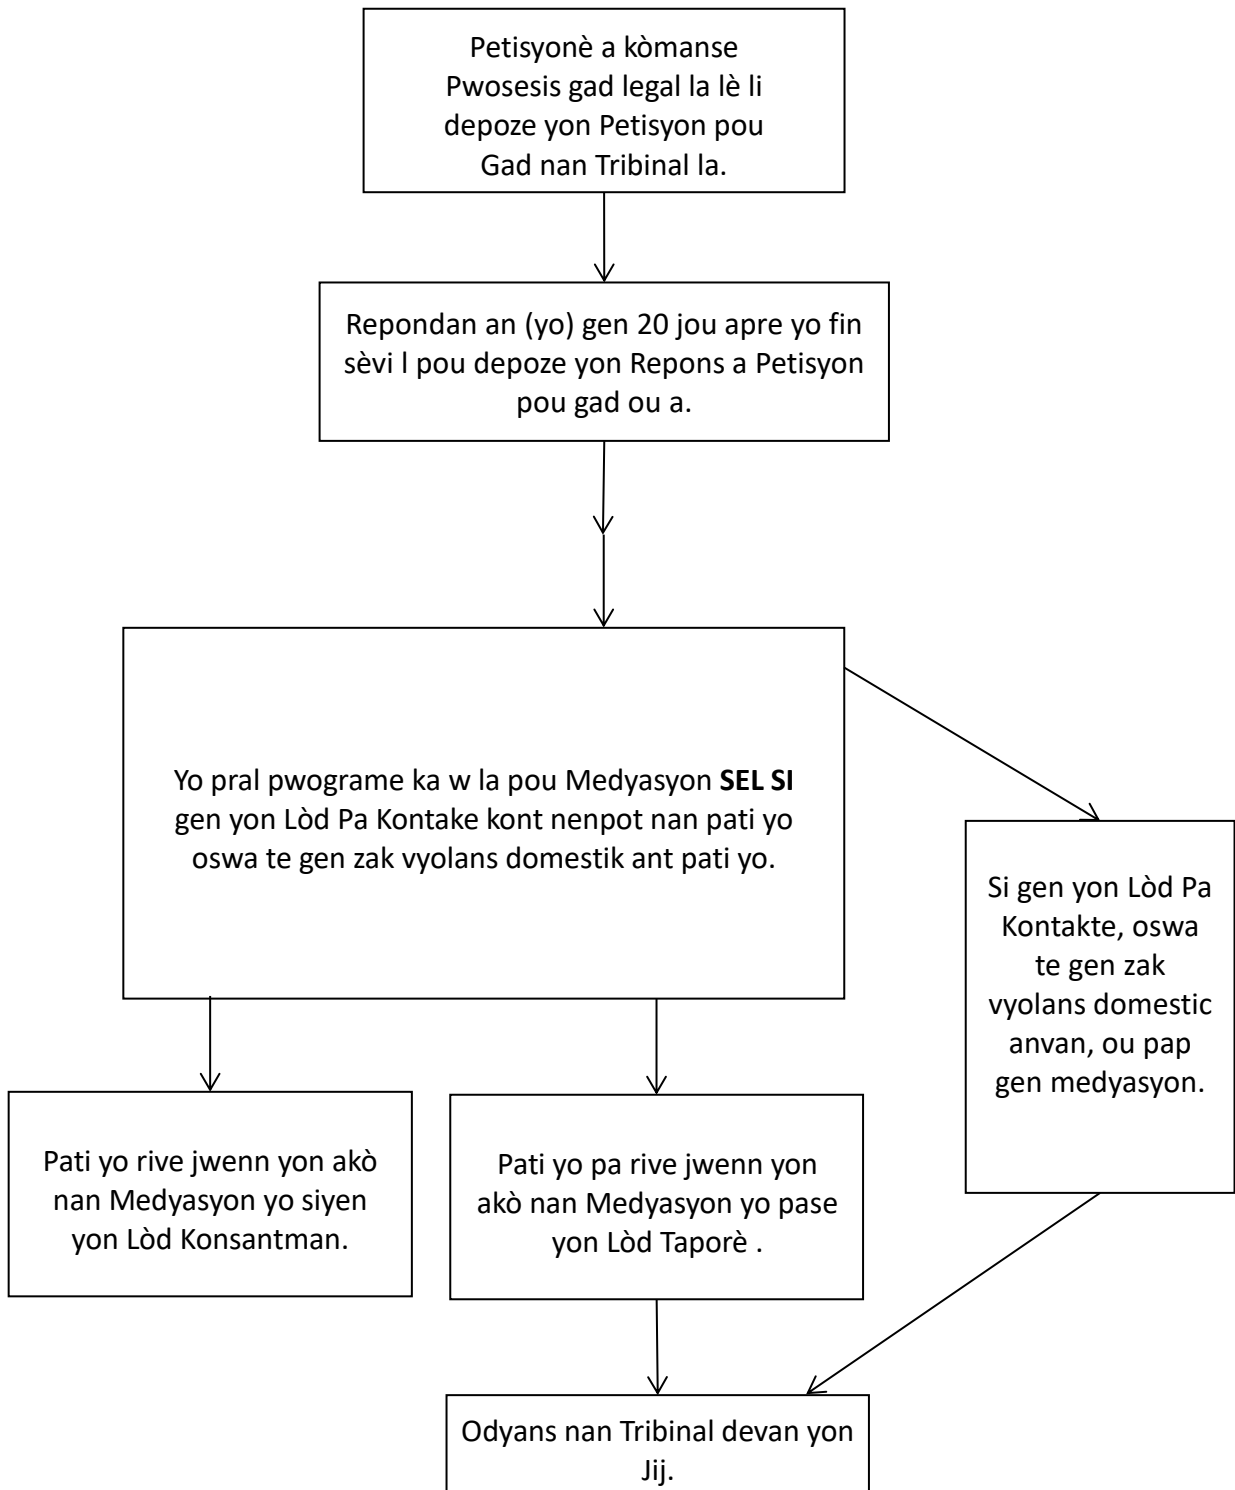 Petisyonè a kòmanse
Pwosesis gad legal la lè li
depoze yon Petisyon pou
Gad nan Tribinal la.
Repondan an (yo) gen 20 jou apre yo fin
sèvi l pou depoze yon Repons a Petisyon
pou gad ou a.
Yo pral pwograme ka w la pou Medyasyon SEL SI
gen yon Lòd Pa Kontake kont nenpot nan pati yo
oswa te gen zak vyolans domestik ant pati yo.
Si gen yon Lòd Pa
Kontakte, oswa
te gen zak
vyolans domestic
anvan, ou pap
gen medyasyon.
Pati yo rive jwenn yon akò
nan Medyasyon yo siyen
yon Lòd Konsantman.
Pati yo pa rive jwenn yon
akò nan Medyasyon yo pase
yon Lòd Taporè .
Odyans nan Tribinal devan yon
Jij.